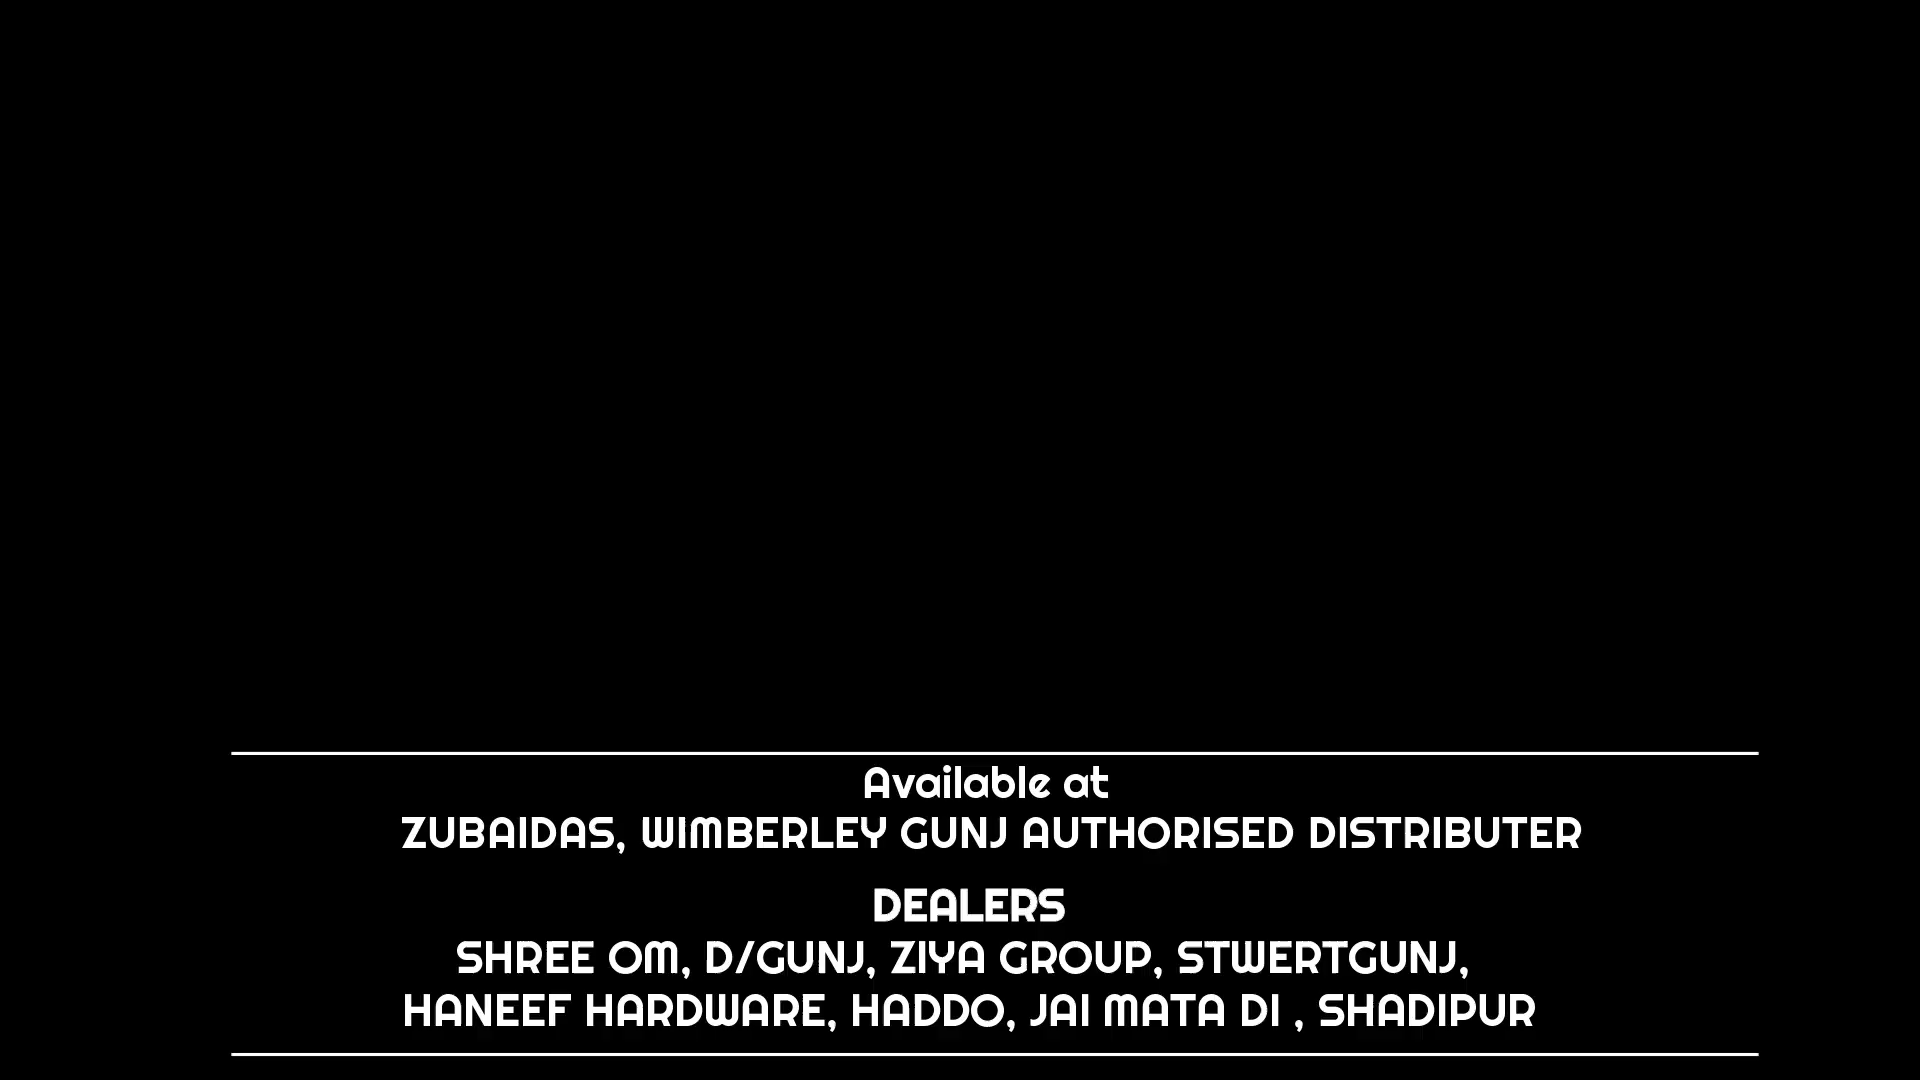 Available at
ZUBAIDAS, WIMBERLEY GUNJ AUTHORISED DISTRIBUTER
DEALERS
SHREE OM, D/GUNJ, ZIYA GROUP, STWERTGUNJ,
HANEEF HARDWARE, HADDO, JAI MATA DI , SHADIPUR